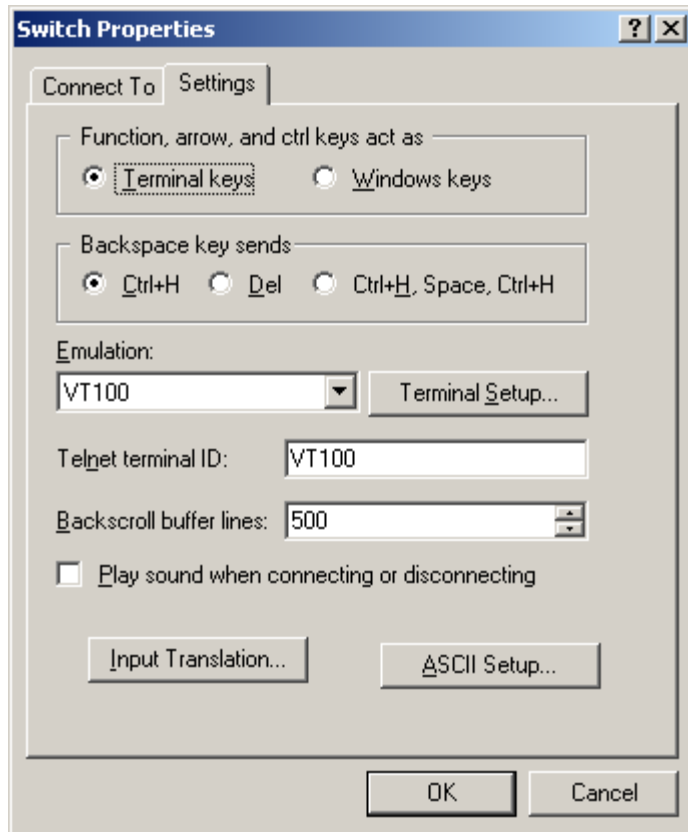 Switch Properties
Connect To Settings
Function, arrow, and ctrl keys act as
Terminal keys Windows keys
Backspace key sends
Ctrl+H Del Ctrl+H, Space, Ctrl+H
Emulation:
VT100 Terminal Setup...
Telnet terminal ID: VT100
Backscroll buffer lines: 500
Play sound when connecting or disconnecting
Input Translation... ASCII Setup...
OK Cancel